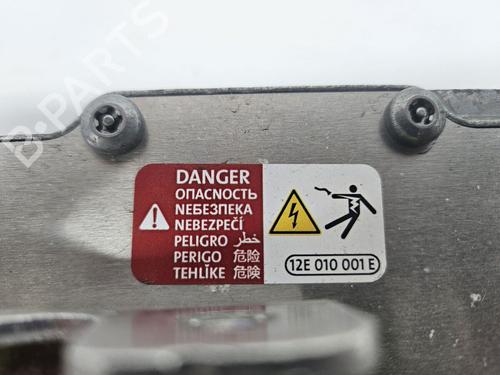 B-PARTS
DANGER
ОПАСНОСТЬ
НЕБЕЗПЕКА
NEBEZPEČÍ
PELIGRO خطر
PERIGO 危险
TEHLİKE 危険
12E 010 001 E